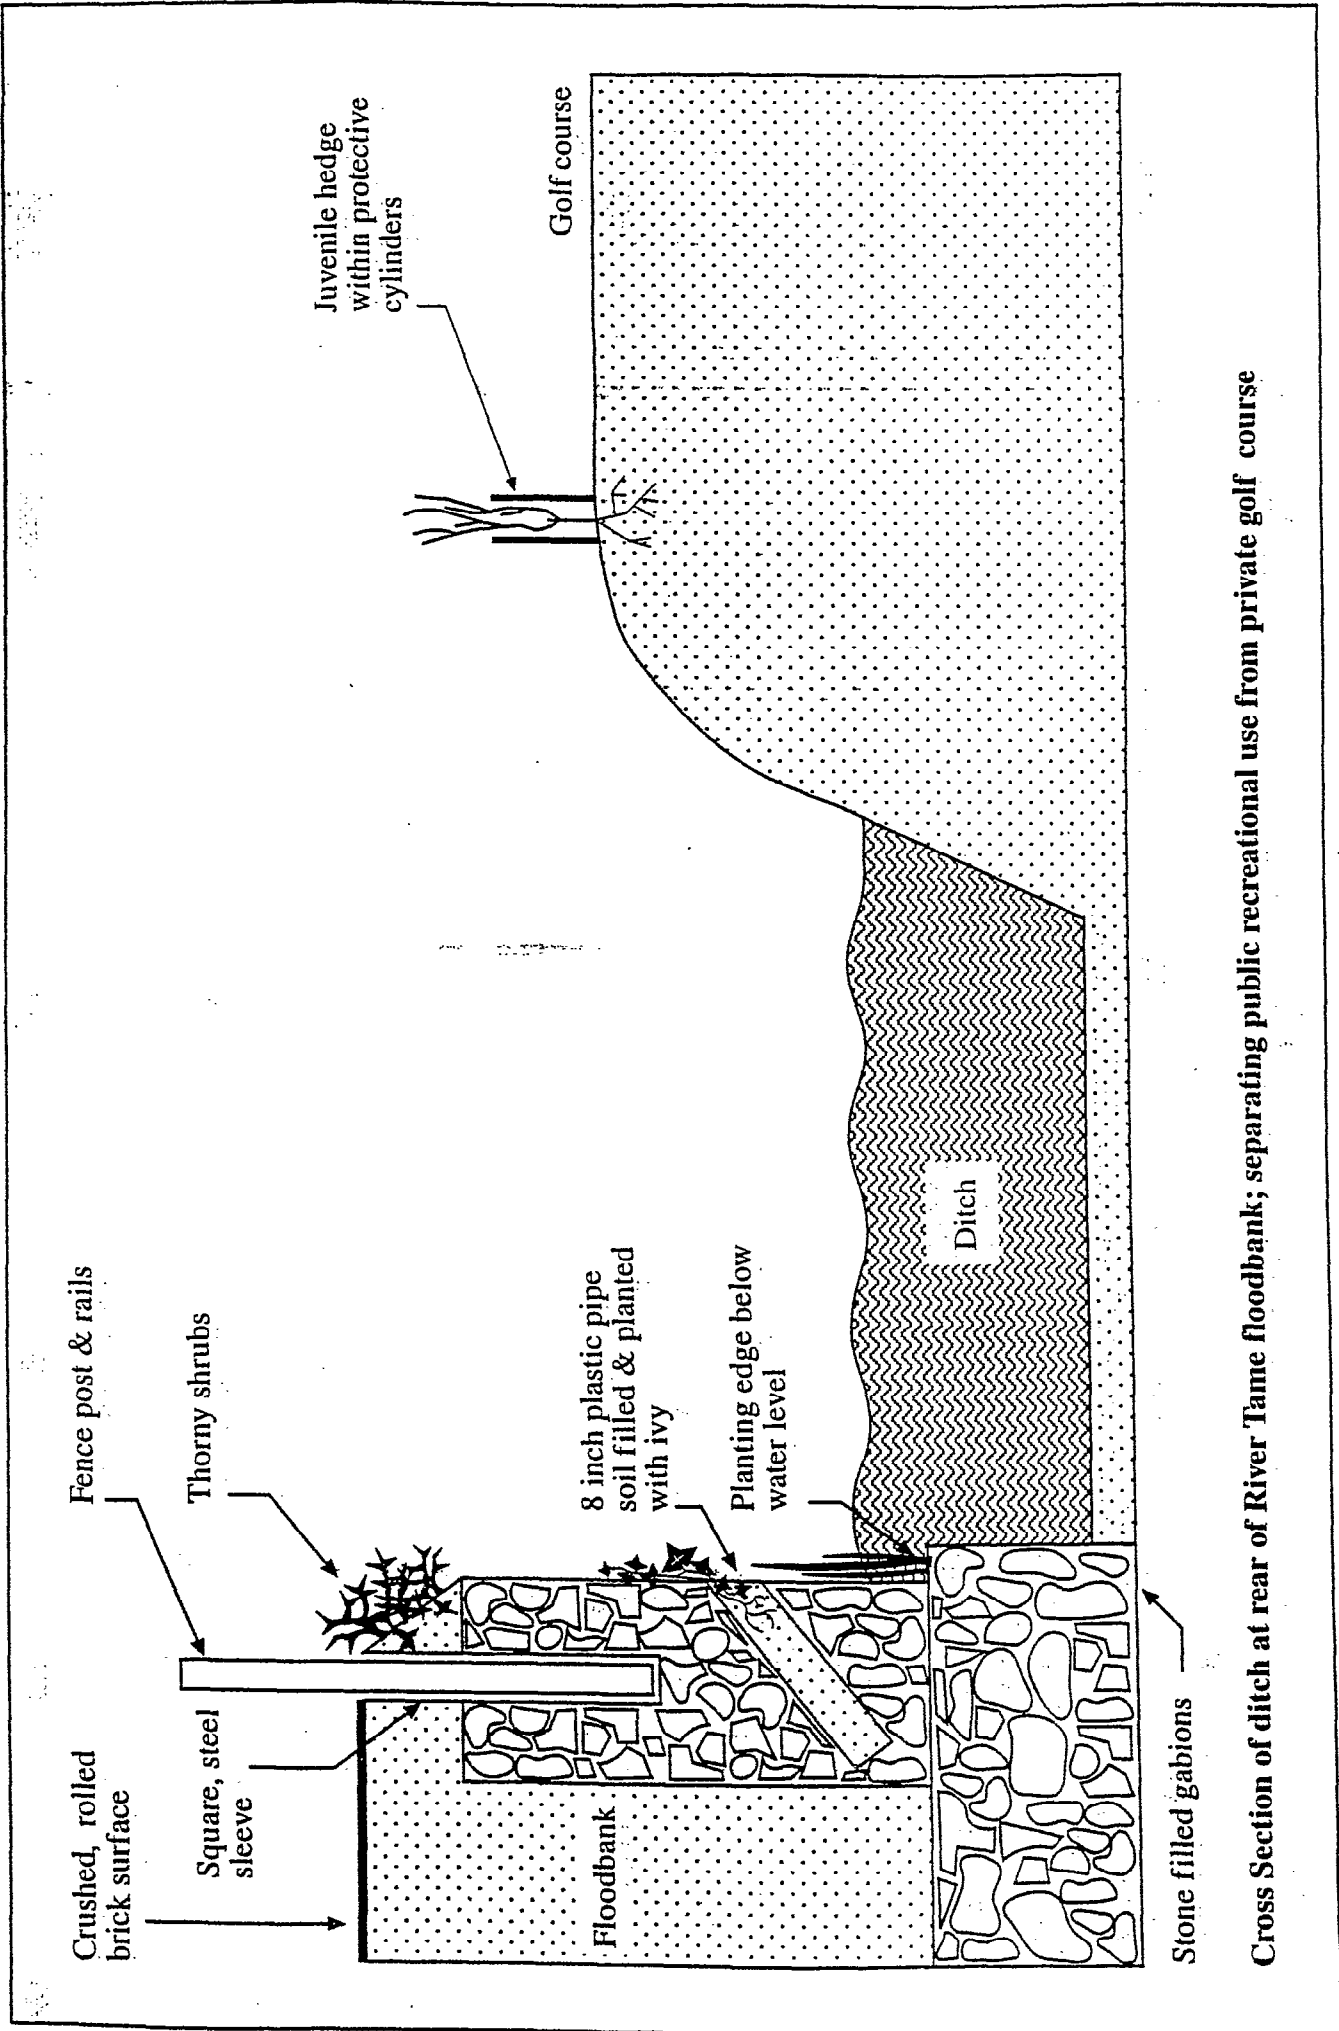 Crushed, rolled
brick surface
Fence post & rails
Square, steel
sleeve
Thorny shrubs
Juvenile hedge
within protective
cylinders
Golf course
8 inch plastic pipe
soil filled & planted
with ivy
Planting edge below
water level
Floodbank
Ditch
Stone filled gabions
Cross Section of ditch at rear of River Tame floodbank; separating public recreational use from private golf course